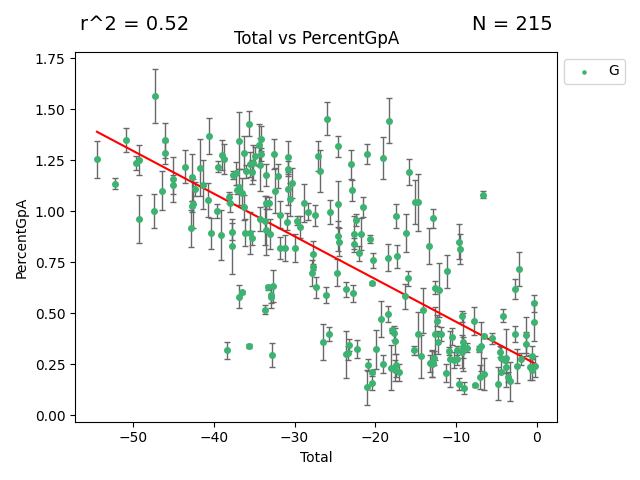 r^2 = 0.52
N = 215
Total vs PercentGpA
G
1.75
1.50
1.25
1.00
0.75
0.50
0.25
0.00
PercentGpA
−50 −40 −30 −20 −10 0
Total